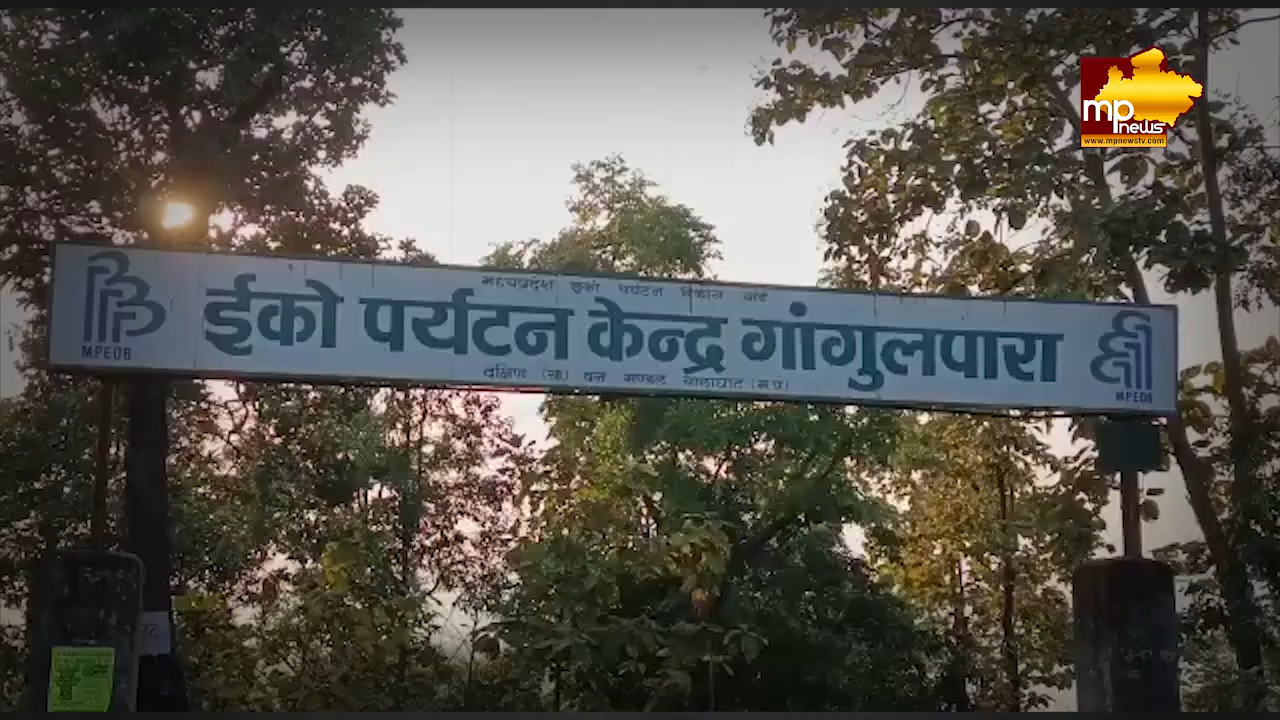 mp
news
www.mpnewstv.com
मध्यप्रदेश ईको पर्यटन विकास बोर्ड
MPEDB
ईको पर्यटन केन्द्र गांगुलपारा
MPEDB
दक्षिण (सा) वन मण्डल बालाघाट (म.प्र)